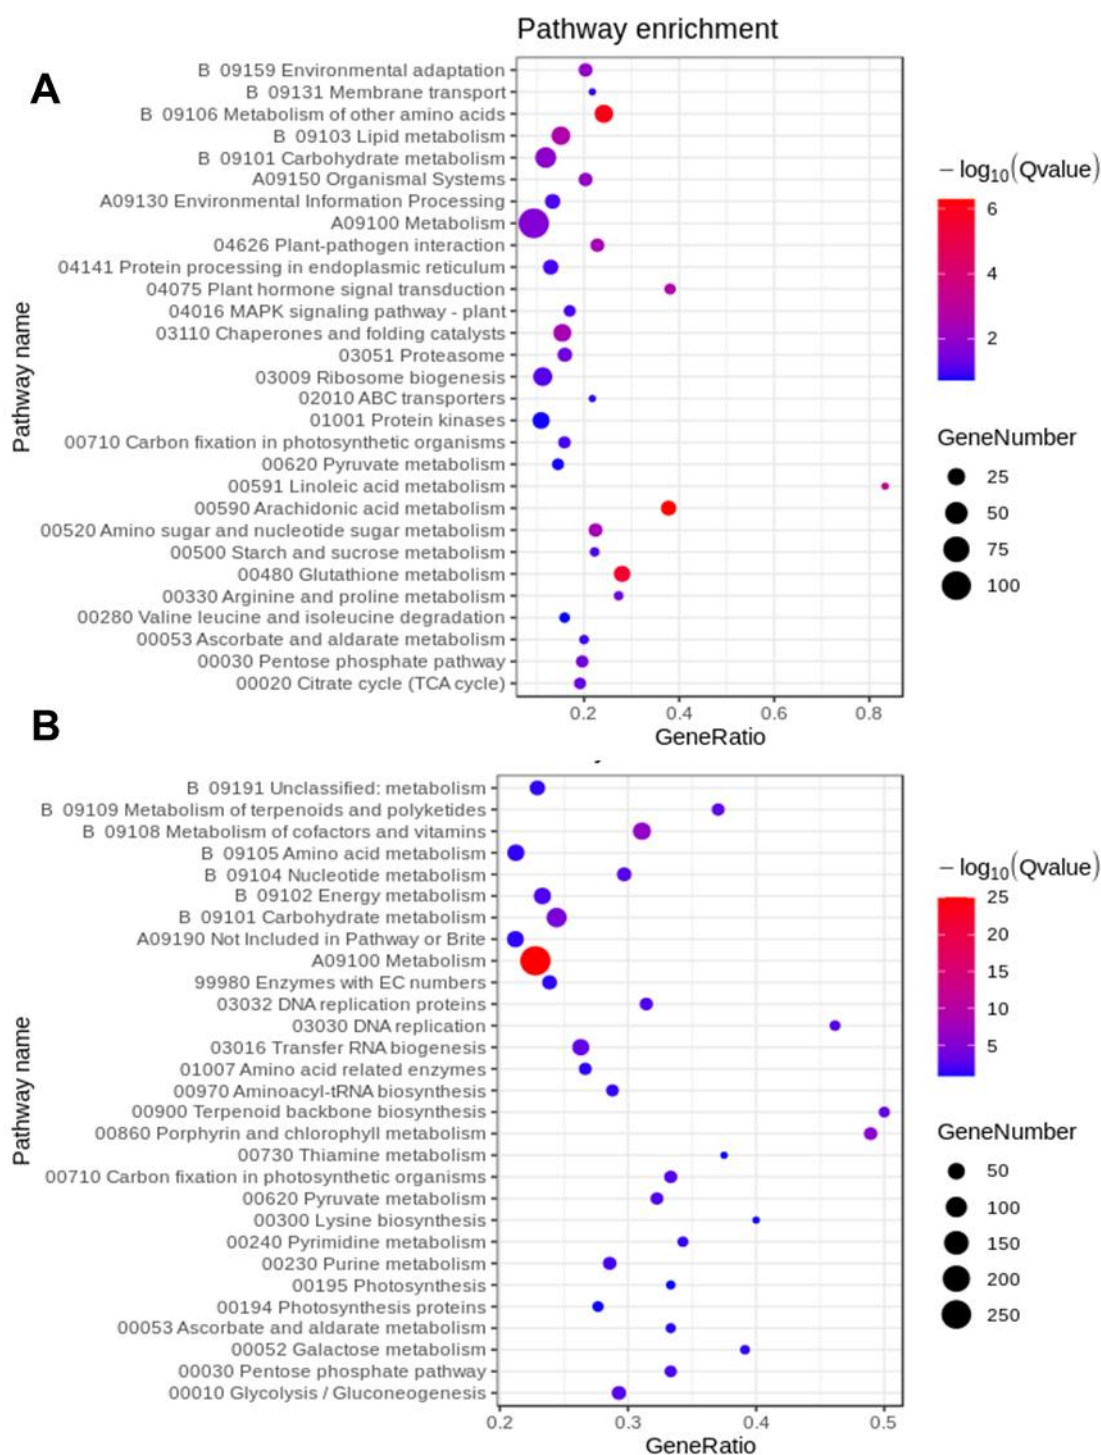 Pathway enrichment
A
B 09159 Environmental adaptation
B 09131 Membrane transport
B 09106 Metabolism of other amino acids
B 09103 Lipid metabolism
B 09101 Carbohydrate metabolism
A09150 Organismal Systems
A09130 Environmental Information Processing
A09100 Metabolism
04626 Plant-pathogen interaction
04141 Protein processing in endoplasmic reticulum
04075 Plant hormone signal transduction
04016 MAPK signaling pathway - plant
03110 Chaperones and folding catalysts
03051 Proteasome
03009 Ribosome biogenesis
02010 ABC transporters
01001 Protein kinases
00710 Carbon fixation in photosynthetic organisms
00620 Pyruvate metabolism
00591 Linoleic acid metabolism
00590 Arachidonic acid metabolism
00520 Amino sugar and nucleotide sugar metabolism
00500 Starch and sucrose metabolism
00480 Glutathione metabolism
00330 Arginine and proline metabolism
00280 Valine leucine and isoleucine degradation
00053 Ascorbate and aldarate metabolism
00030 Pentose phosphate pathway
00020 Citrate cycle (TCA cycle)
Pathway name
0.2 0.4 0.6 0.8
GeneRatio
− log10(Qvalue)
6
4
2
GeneNumber
25
50
75
100
B
B 09191 Unclassified: metabolism
B 09109 Metabolism of terpenoids and polyketides
B 09108 Metabolism of cofactors and vitamins
B 09105 Amino acid metabolism
B 09104 Nucleotide metabolism
B 09102 Energy metabolism
B 09101 Carbohydrate metabolism
A09190 Not Included in Pathway or Brite
A09100 Metabolism
99980 Enzymes with EC numbers
03032 DNA replication proteins
03030 DNA replication
03016 Transfer RNA biogenesis
01007 Amino acid related enzymes
00970 Aminoacyl-tRNA biosynthesis
00900 Terpenoid backbone biosynthesis
00860 Porphyrin and chlorophyll metabolism
00730 Thiamine metabolism
00710 Carbon fixation in photosynthetic organisms
00620 Pyruvate metabolism
00300 Lysine biosynthesis
00240 Pyrimidine metabolism
00230 Purine metabolism
00195 Photosynthesis
00194 Photosynthesis proteins
00053 Ascorbate and aldarate metabolism
00052 Galactose metabolism
00030 Pentose phosphate pathway
00010 Glycolysis / Gluconeogenesis
Pathway name
0.2 0.3 0.4 0.5
GeneRatio
− log10(Qvalue)
25
20
15
10
5
GeneNumber
50
100
150
200
250